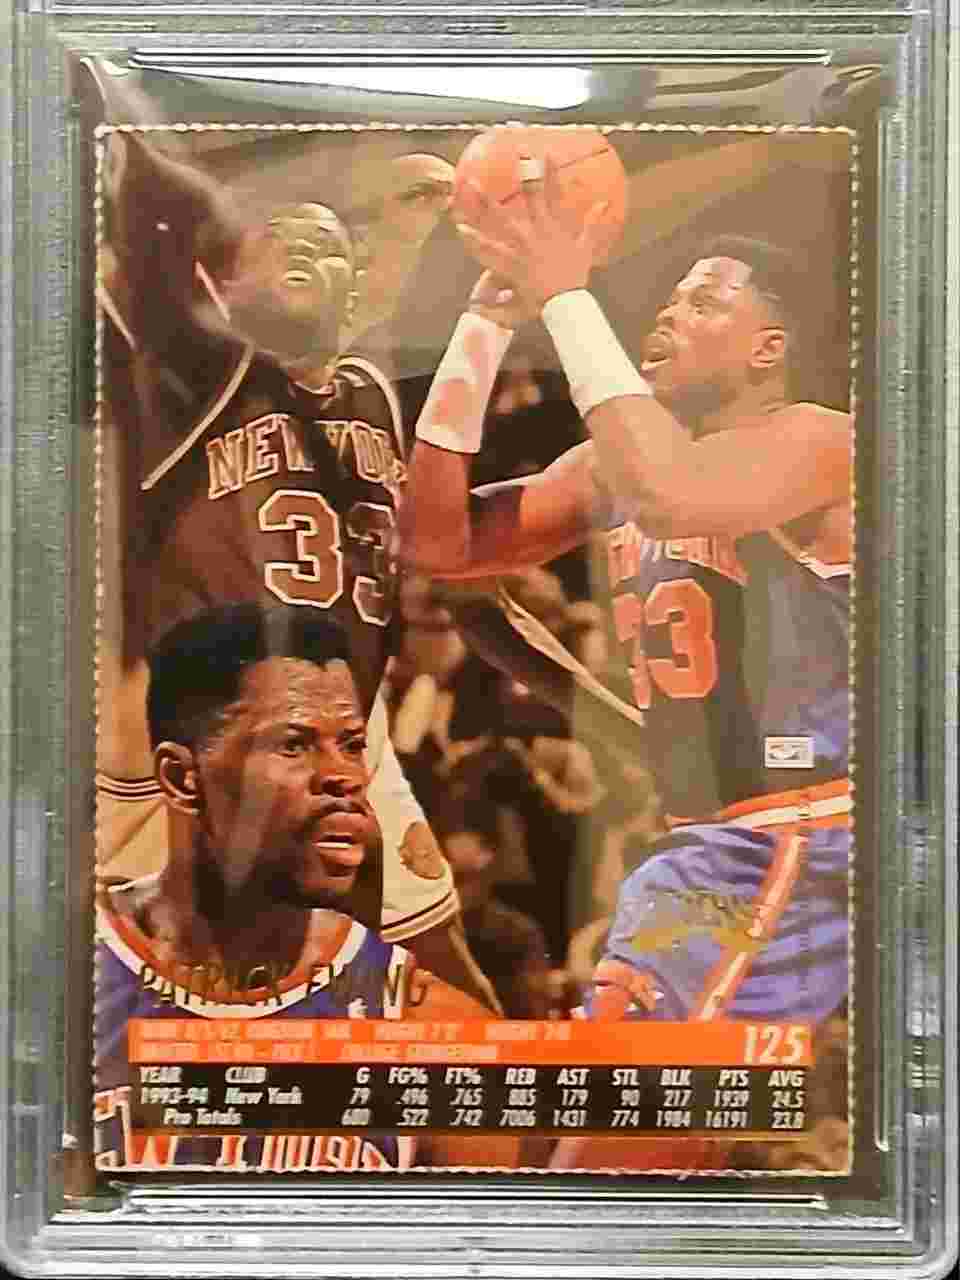 NEW YORK
33
33
PATRICK EWING
125
YEAR CLUB G FG% FT% REB AST STL BLK PTS AVG
1993-94 New York 79 .496 .765 885 179 90 217 1939 24.5
Pro Totals 680 .522 .742 7006 1431 774 1984 16191 23.8